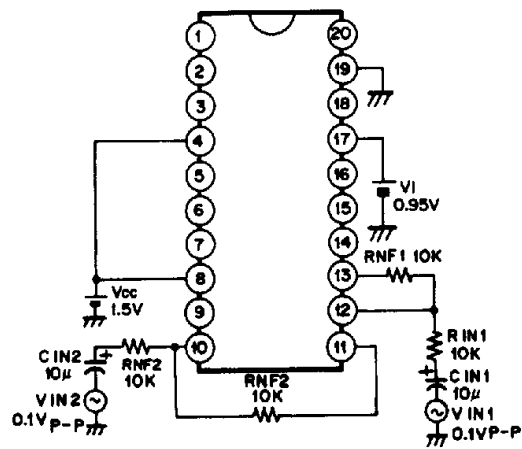 1
2
3
4
5
6
7
8
9
10
20
19
18
17
16
15
14
13
12
11
VI
0.95V
RNF1 10K
Vcc
1.5V
CIN2 +
10μ
RNF2
10K
VIN2
0.1VP-P
RNF2
10K
RIN1
10K
+ CIN1
10μ
VIN1
0.1VP-P